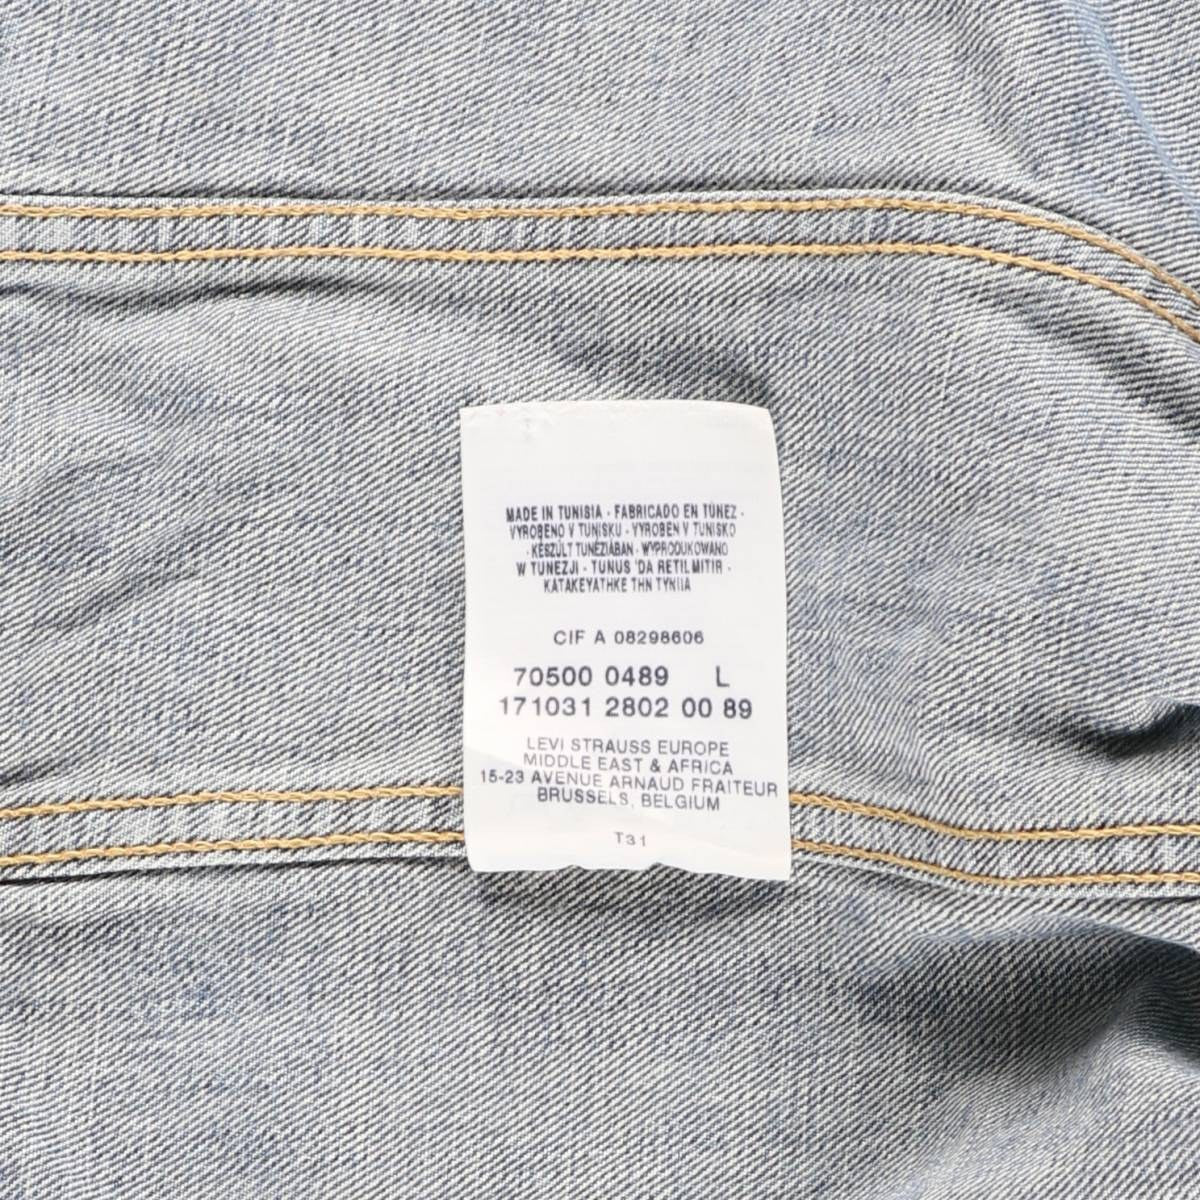 MADE IN TUNISIA - FABRICADO EN TÚNEZ -
VYROBENO V TUNISKU - VYROBEN V TUNISKO
- KÉSZÜLT TUNÉZIÁBAN - WYPRODUKOWANO
W TUNEZJI - TUNUS 'DA RETILMITIR -
KATAKEYATHKE THN TYNIIA
CIF A 08298606
70500 0489 L
171031 2802 00 89
LEVI STRAUSS EUROPE
MIDDLE EAST & AFRICA
15-23 AVENUE ARNAUD FRAITEUR
BRUSSELS, BELGIUM
T31